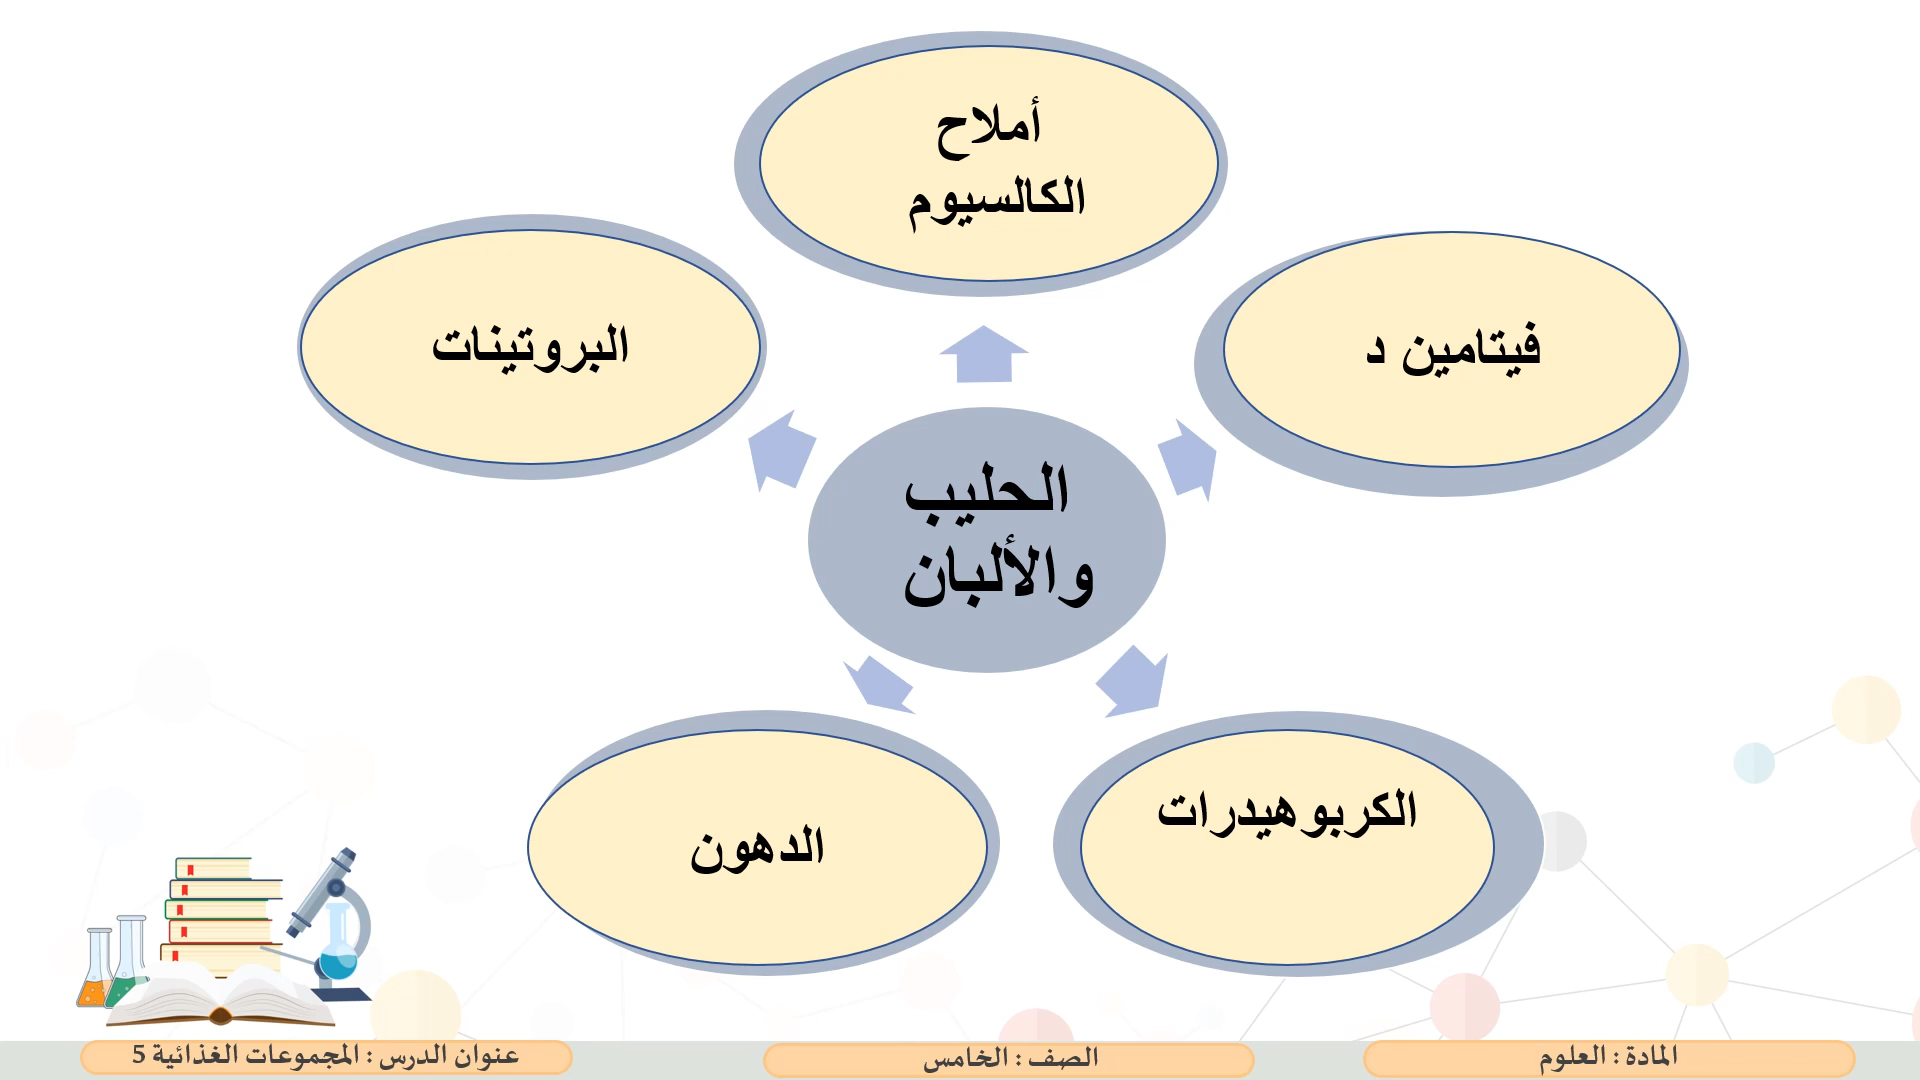 أملاح
الكالسيوم
فيتامين د
البروتينات
الحليب
والألبان
الكربوهيدرات
الدهون
المادة : العلوم
الصف : الخامس
عنوان الدرس : المجموعات الغذائية 5